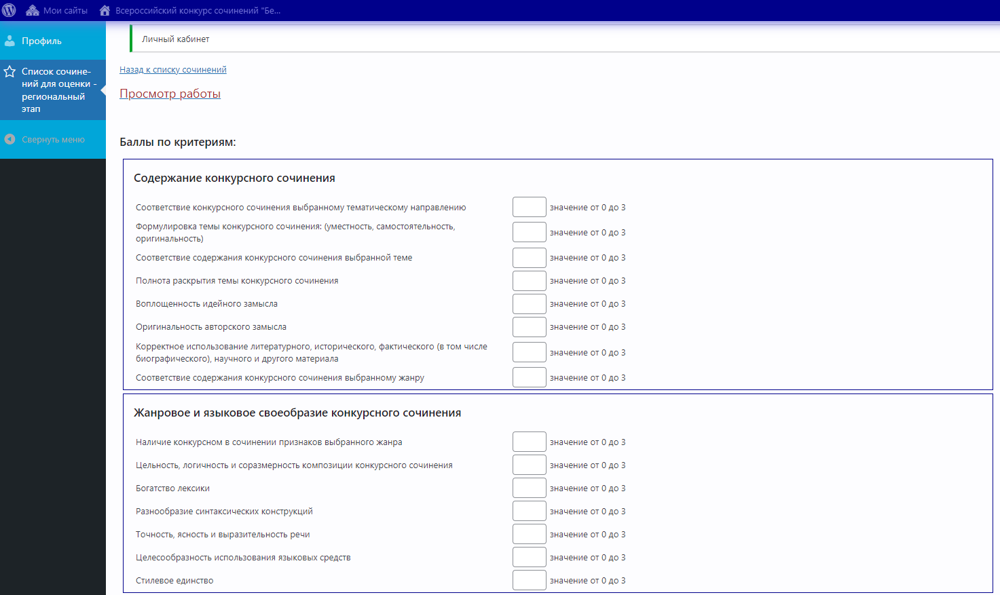 Мои сайты
Всероссийский конкурс сочинений "Бе...
Профиль
Список сочине-
ний для оценки -
региональный
этап
Свернуть меню
Личный кабинет
Назад к списку сочинений
Просмотр работы
Баллы по критериям:
Содержание конкурсного сочинения
Соответствие конкурсного сочинения выбранному тематическому направлению
значение от 0 до 3
Формулировка темы конкурсного сочинения: (уместность, самостоятельность,
оригинальность)
значение от 0 до 3
Соответствие содержания конкурсного сочинения выбранной теме
значение от 0 до 3
Полнота раскрытия темы конкурсного сочинения
значение от 0 до 3
Воплощенность идейного замысла
значение от 0 до 3
Оригинальность авторского замысла
значение от 0 до 3
Корректное использование литературного, исторического, фактического (в том числе
биографического), научного и другого материала
значение от 0 до 3
Соответствие содержания конкурсного сочинения выбранному жанру
значение от 0 до 3
Жанровое и языковое своеобразие конкурсного сочинения
Наличие конкурсном в сочинении признаков выбранного жанра
значение от 0 до 3
Цельность, логичность и соразмерность композиции конкурсного сочинения
значение от 0 до 3
Богатство лексики
значение от 0 до 3
Разнообразие синтаксических конструкций
значение от 0 до 3
Точность, ясность и выразительность речи
значение от 0 до 3
Целесообразность использования языковых средств
значение от 0 до 3
Стилевое единство
значение от 0 до 3